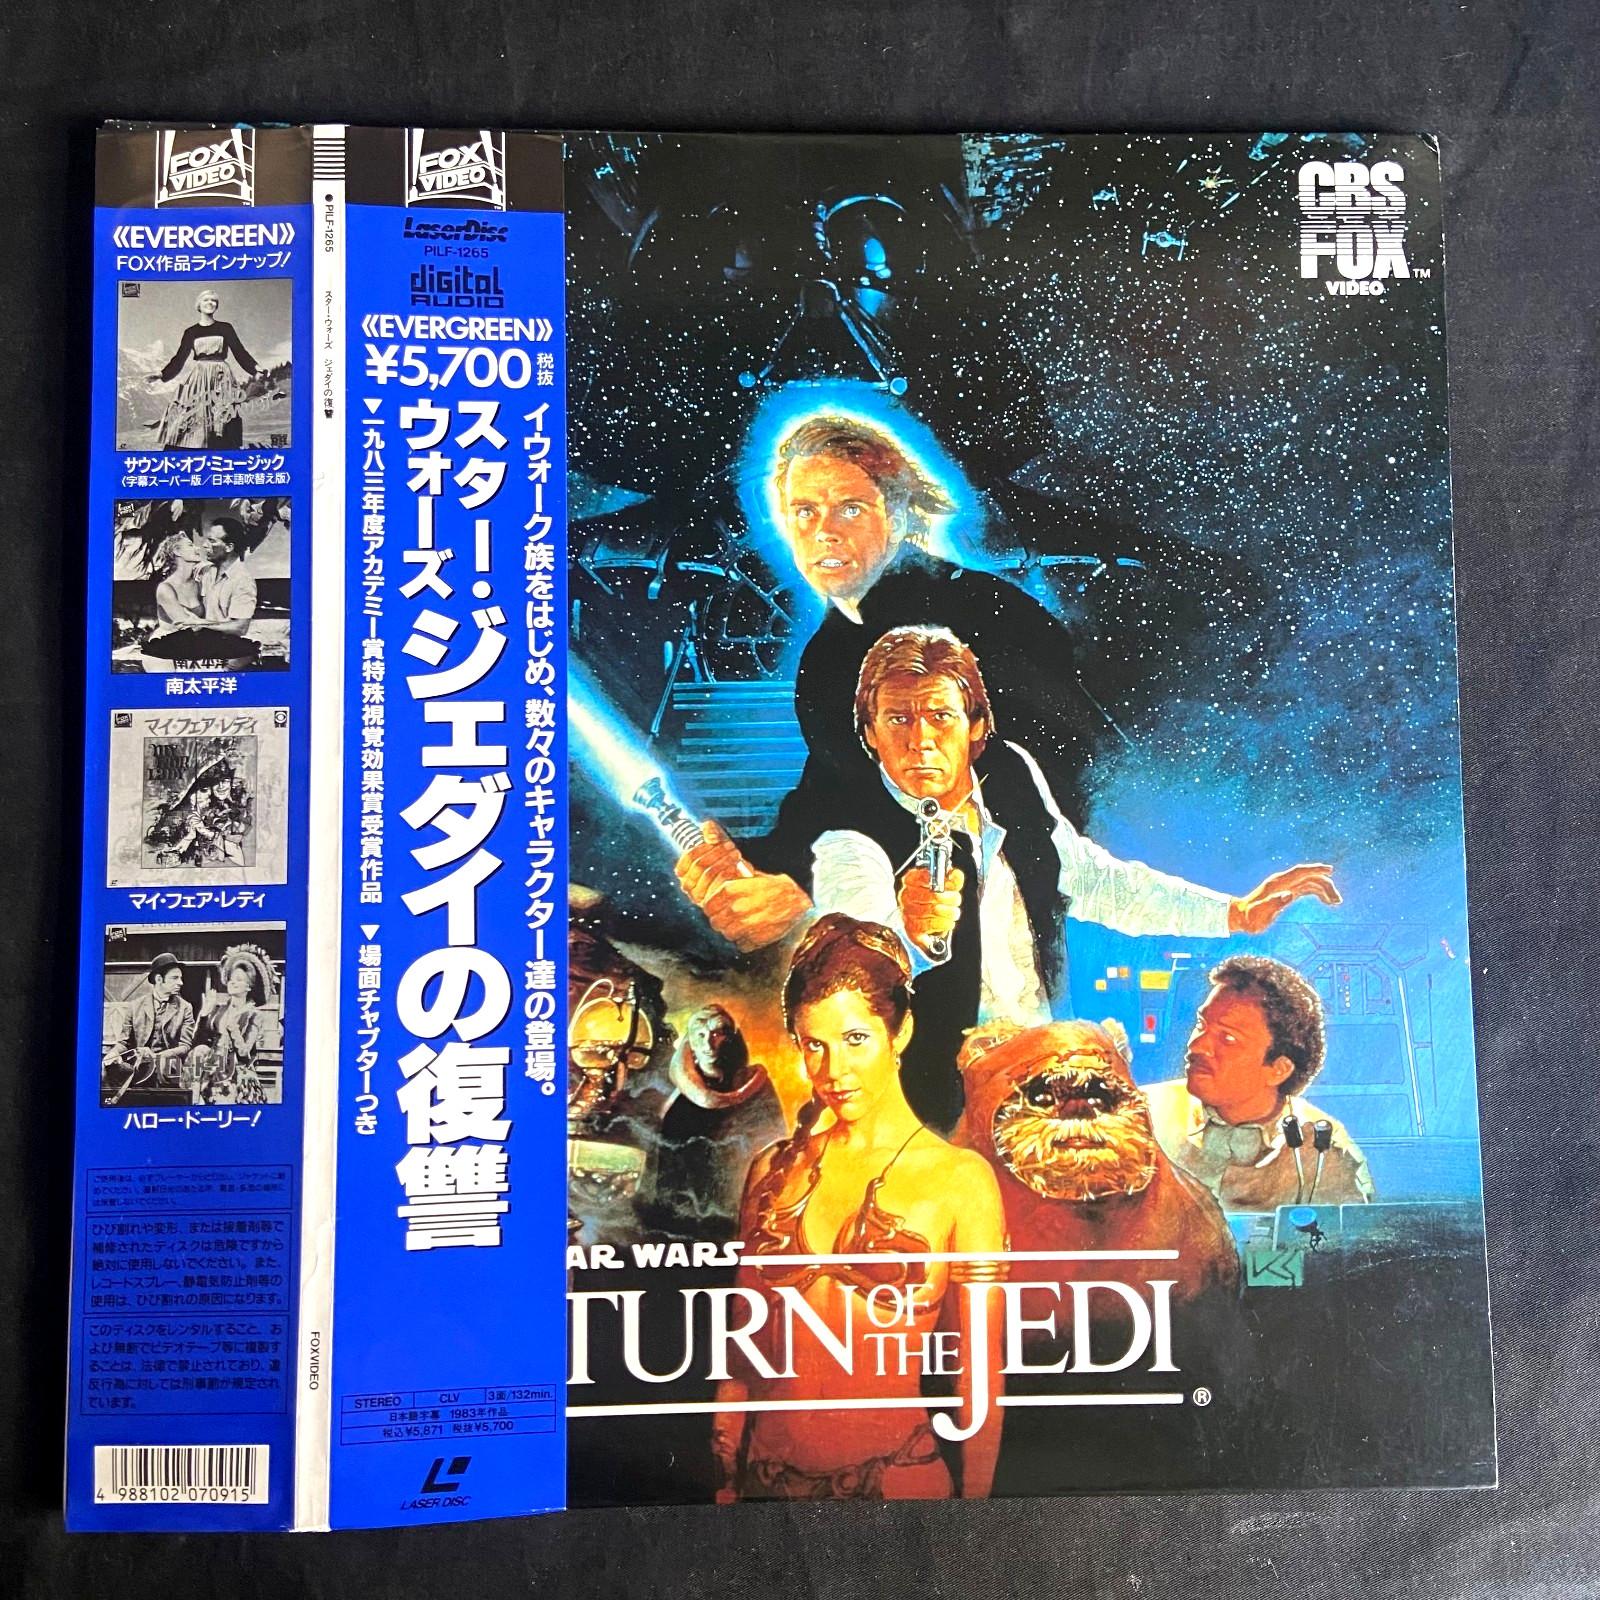 FOX
VIDEO
《EVERGREEN》
FOX作品ラインナップ!
サウンド・オブ・ミュージック
〈字幕スーパー版/日本語吹替え版〉
南太平洋
南太平洋
マイ・フェア・レディ
MY
FAIR
LADY
マイ・フェア・レディ
ハロー・ドーリー!
ひび割れや変形、または接着剤等で
補修されたディスクは危険ですから
絶対に使用しないでください。また、
レコードスプレー、静電気防止剤等の
使用は、ひび割れの原因になります。
このディスクをレンタルすること、お
よび無断でビデオテープ等に複製す
ることは、法律で禁止されており、違
反行為に対しては刑事罰が規定され
ています。
4 988102 070915
●PILF-1265
スター・ウォーズ ジェダイの復讐
FOXVIDEO
FOX
VIDEO
TM
LaserDisc
PILF-1265
digital
AUDIO
《EVERGREEN》
¥5,700税抜
イウォーク族をはじめ、数々のキャラクター達の登場。
スター・
ウォーズ
ジェダイの復讐
▼一九八三年度アカデミー賞特殊視覚効果賞受賞作品 ▼場面チャプターつき
STEREO CLV 3面/132min.
日本語字幕 1983年作品
税込¥5,871 税抜¥5,700
LASER DISC
CBS
FOX
VIDEO
TM
AR WARS
TURN OF THE JEDI
®